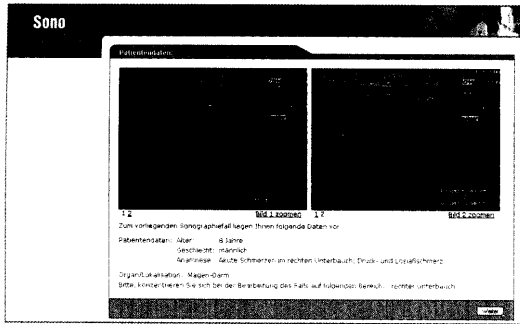 Sono
Patientendaten:
1 2 Bild 1 zoomen 1 2 Bild 2 zoomen
Zum vorliegenden Sonographiefall liegen Ihnen folgende Daten vor
Patientendaten: Alter 8 Jahre
Geschlecht: männlich
Anamnese: Akute Schmerzen im rechten Unterbauch, Druck- und Loslaßschmerz
Organ/Lokalisation: Magen-Darm
Bitte, konzentrieren Sie sich bei der Bearbeitung des Falls auf folgenden Bereich: rechter Unterbauch
weiter